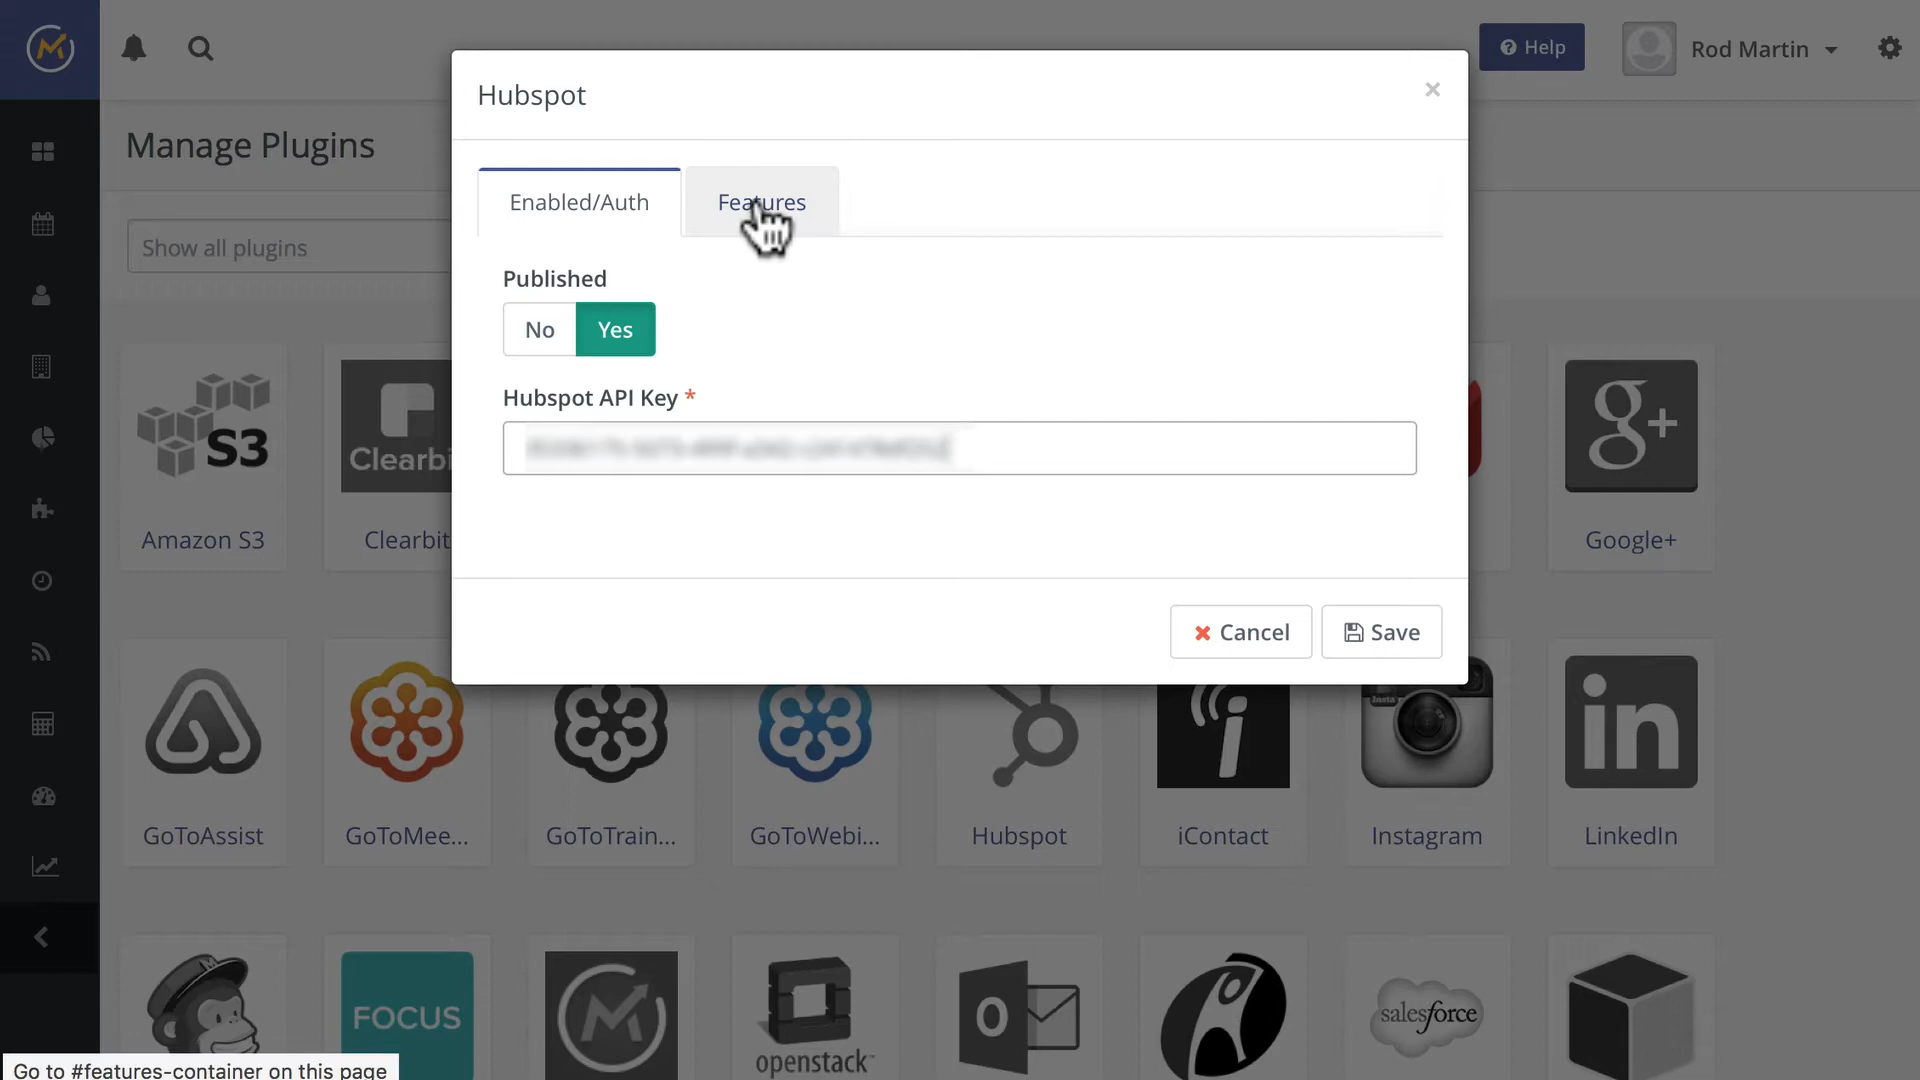 Help
Rod Martin
Hubspot
×
Manage Plugins
Enabled/Auth
Features
Show all plugins
Published
No
Yes
Hubspot API Key *
S3
Clearbi
g+
Amazon S3
Clearbit
Google+
Cancel
Save
i
Insta
in
GoToAssist
GoToMee...
GoToTrain...
GoToWebi...
Hubspot
iContact
Instagram
LinkedIn
FOCUS
openstack
O
salesforce
Go to #features-container on this page